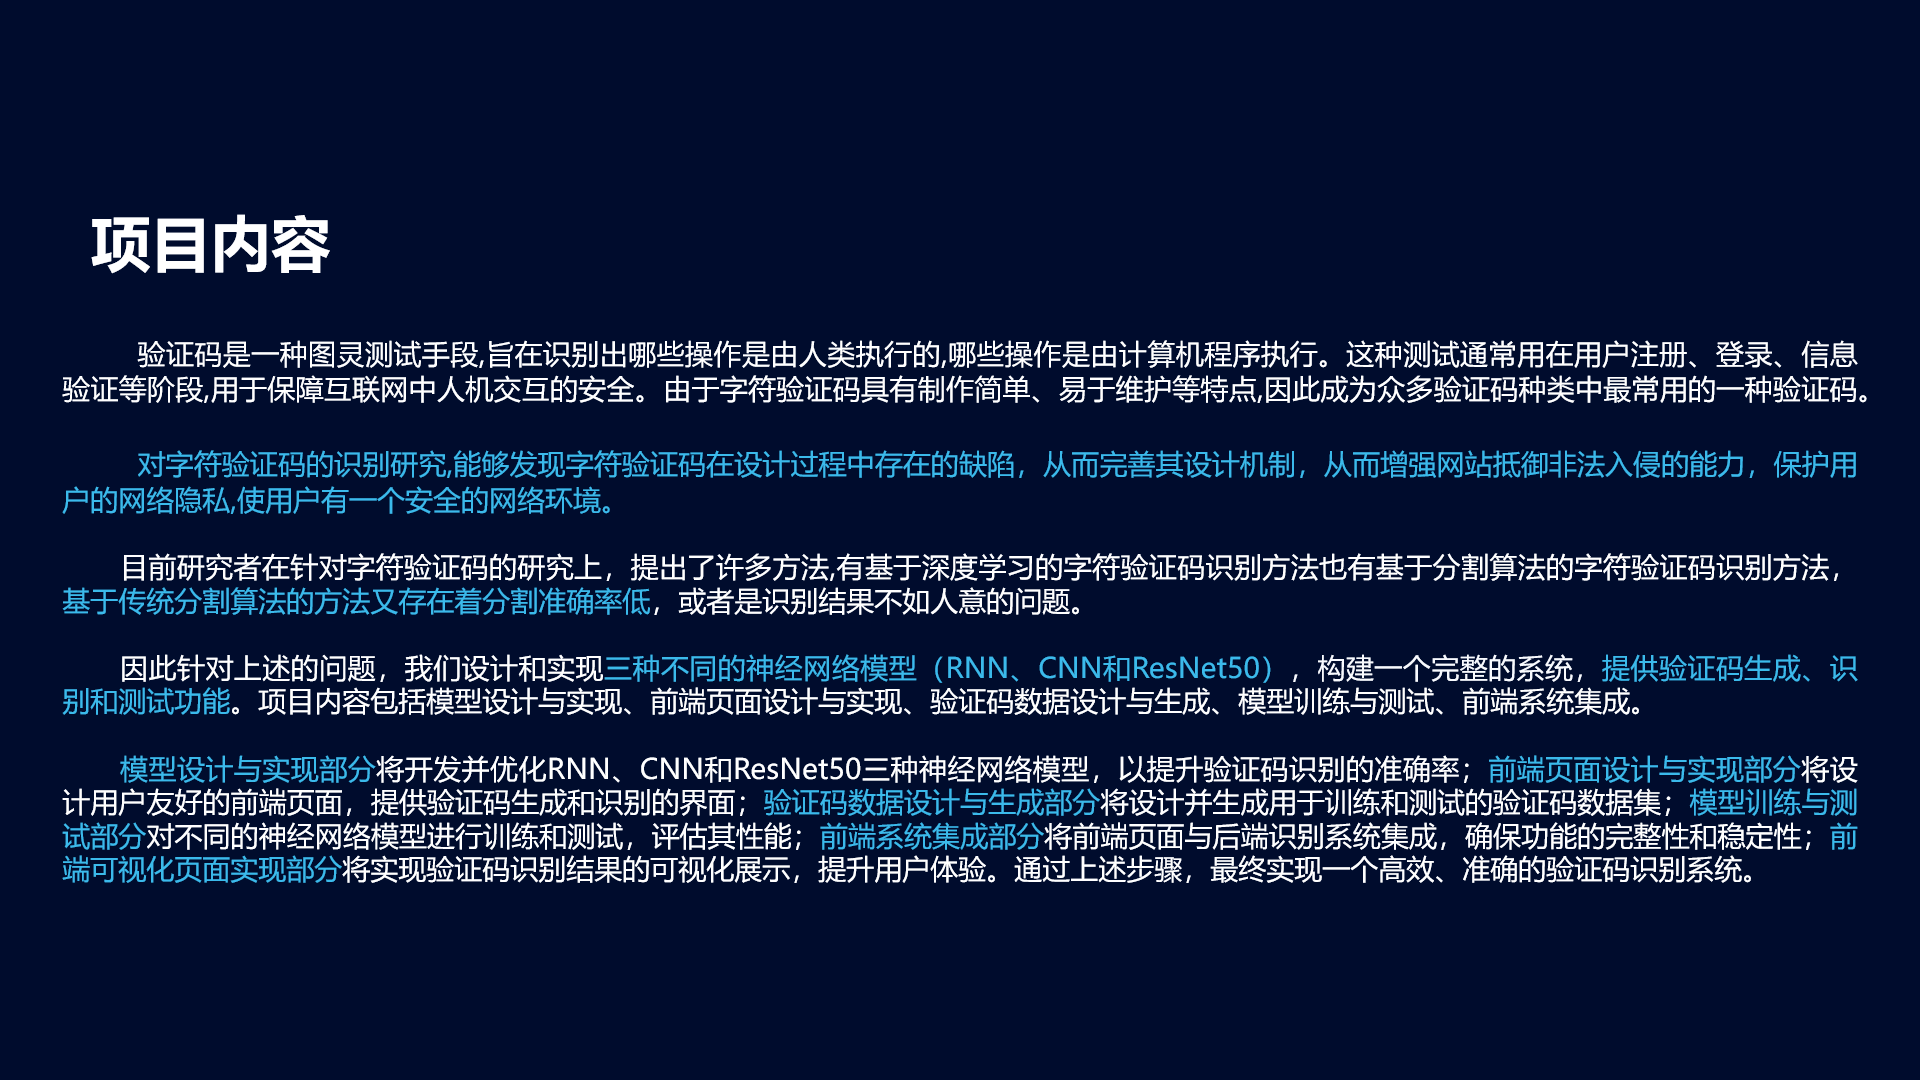 项目内容
验证码是一种图灵测试手段,旨在识别出哪些操作是由人类执行的,哪些操作是由计算机程序执行。这种测试通常用在用户注册、登录、信息
验证等阶段,用于保障互联网中人机交互的安全。由于字符验证码具有制作简单、易于维护等特点,因此成为众多验证码种类中最常用的一种验证码。
对字符验证码的识别研究,能够发现字符验证码在设计过程中存在的缺陷，从而完善其设计机制，从而增强网站抵御非法入侵的能力，保护用
户的网络隐私,使用户有一个安全的网络环境。
目前研究者在针对字符验证码的研究上，提出了许多方法,有基于深度学习的字符验证码识别方法也有基于分割算法的字符验证码识别方法，
基于传统分割算法的方法又存在着分割准确率低，或者是识别结果不如人意的问题。
因此针对上述的问题，我们设计和实现三种不同的神经网络模型（RNN、CNN和ResNet50），构建一个完整的系统，提供验证码生成、识
别和测试功能。项目内容包括模型设计与实现、前端页面设计与实现、验证码数据设计与生成、模型训练与测试、前端系统集成。
模型设计与实现部分将开发并优化RNN、CNN和ResNet50三种神经网络模型，以提升验证码识别的准确率；前端页面设计与实现部分将设
计用户友好的前端页面，提供验证码生成和识别的界面；验证码数据设计与生成部分将设计并生成用于训练和测试的验证码数据集；模型训练与测
试部分对不同的神经网络模型进行训练和测试，评估其性能；前端系统集成部分将前端页面与后端识别系统集成，确保功能的完整性和稳定性；前
端可视化页面实现部分将实现验证码识别结果的可视化展示，提升用户体验。通过上述步骤，最终实现一个高效、准确的验证码识别系统。